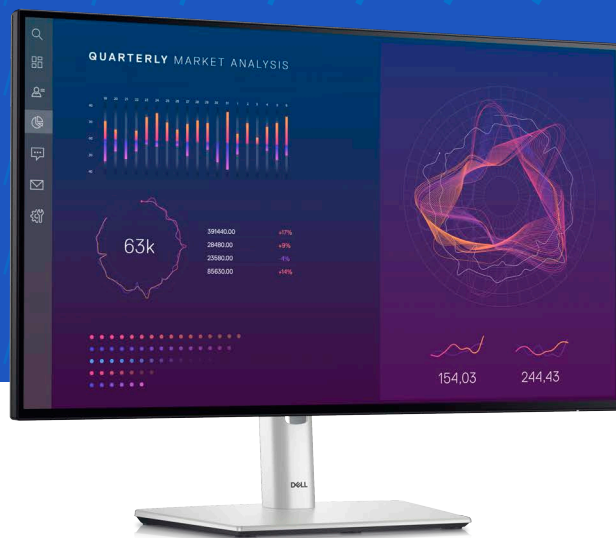 QUARTERLY MARKET ANALYSIS
63k
391440.00 +17%
28480.00 +9%
23580.00 -4%
85630.00 +14%
154,03 244,43
DELL